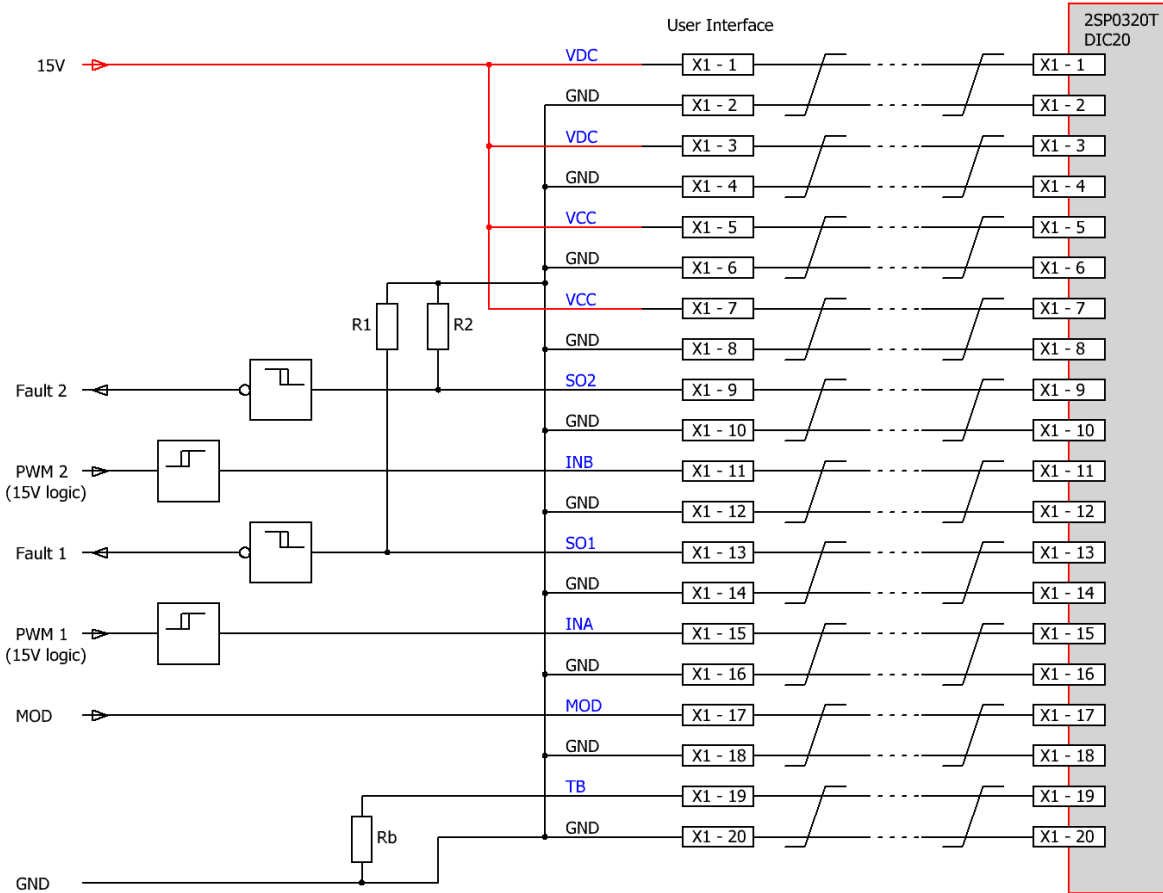 User Interface
2SP0320T
DIC20
15V
VDC
X1 - 1
X1 - 1
GND
X1 - 2
X1 - 2
VDC
X1 - 3
X1 - 3
GND
X1 - 4
X1 - 4
VCC
X1 - 5
X1 - 5
GND
X1 - 6
X1 - 6
VCC
X1 - 7
X1 - 7
R1
R2
GND
X1 - 8
X1 - 8
Fault 2
SO2
X1 - 9
X1 - 9
GND
X1 - 10
X1 - 10
PWM 2
(15V logic)
INB
X1 - 11
X1 - 11
GND
X1 - 12
X1 - 12
Fault 1
SO1
X1 - 13
X1 - 13
GND
X1 - 14
X1 - 14
PWM 1
(15V logic)
INA
X1 - 15
X1 - 15
GND
X1 - 16
X1 - 16
MOD
MOD
X1 - 17
X1 - 17
GND
X1 - 18
X1 - 18
TB
X1 - 19
X1 - 19
Rb
GND
X1 - 20
X1 - 20
GND